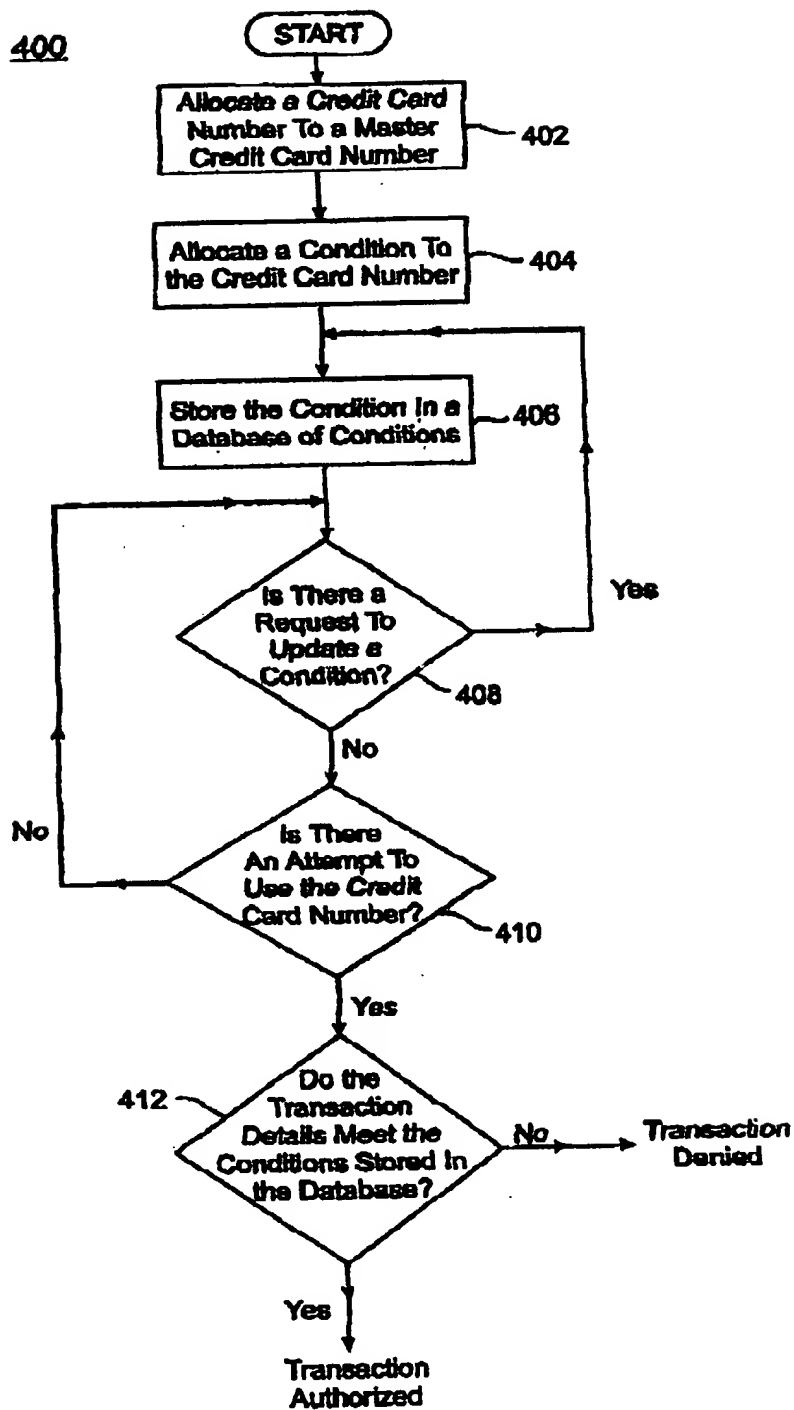 400
START
Allocate a Credit Card
Number To a Master
Credit Card Number
402
Allocate a Condition To
the Credit Card Number
404
Store the Condition In a
Database of Conditions
406
Is There a
Request To
Update a
Condition?
Yes
408
No
Is There
An Attempt To
Use the Credit
Card Number?
No
410
Yes
412
Do the
Transaction
Details Meet the
Conditions Stored In
the Database?
No
Transaction
Denied
Yes
Transaction
Authorized